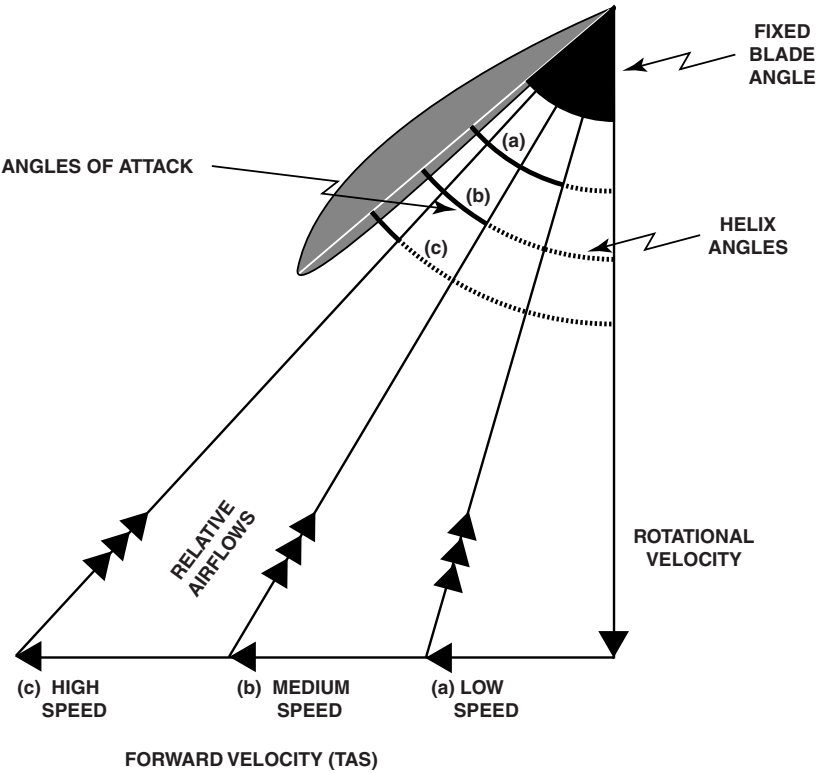 FIXED
BLADE
ANGLE
(a)
ANGLES OF ATTACK
(b)
HELIX
ANGLES
(c)
RELATIVE
AIRFLOWS
ROTATIONAL
VELOCITY
(c) HIGH
SPEED
(b) MEDIUM
SPEED
(a) LOW
SPEED
FORWARD VELOCITY (TAS)